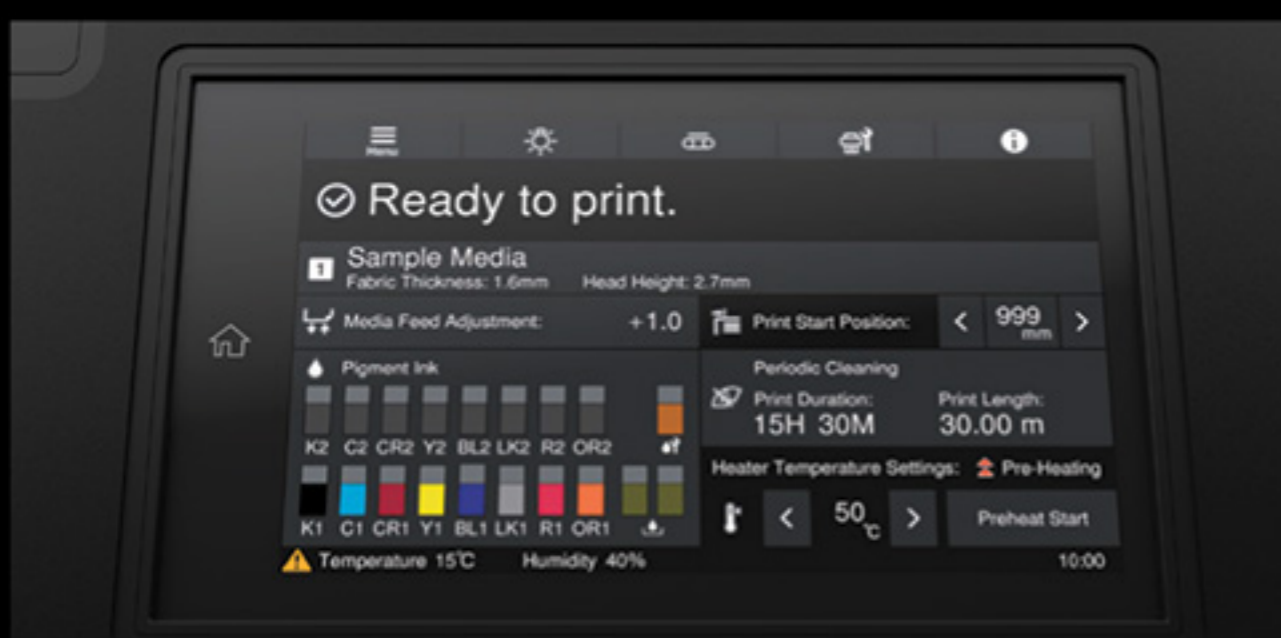 Menu
Ready to print.
1
Sample Media
Fabric Thickness: 1.6mm Head Height: 2.7mm
Media Feed Adjustment: +1.0
Print Start Position: < 999 mm >
Pigment Ink
K2 C2 CR2 Y2 BL2 LK2 R2 OR2
K1 C1 CR1 Y1 BL1 LK1 R1 OR1
Periodic Cleaning
Print Duration: Print Length:
15H 30M 30.00 m
Heater Temperature Settings: Pre-Heating
< 50℃ > Preheat Start
Temperature 15℃ Humidity 40% 10:00